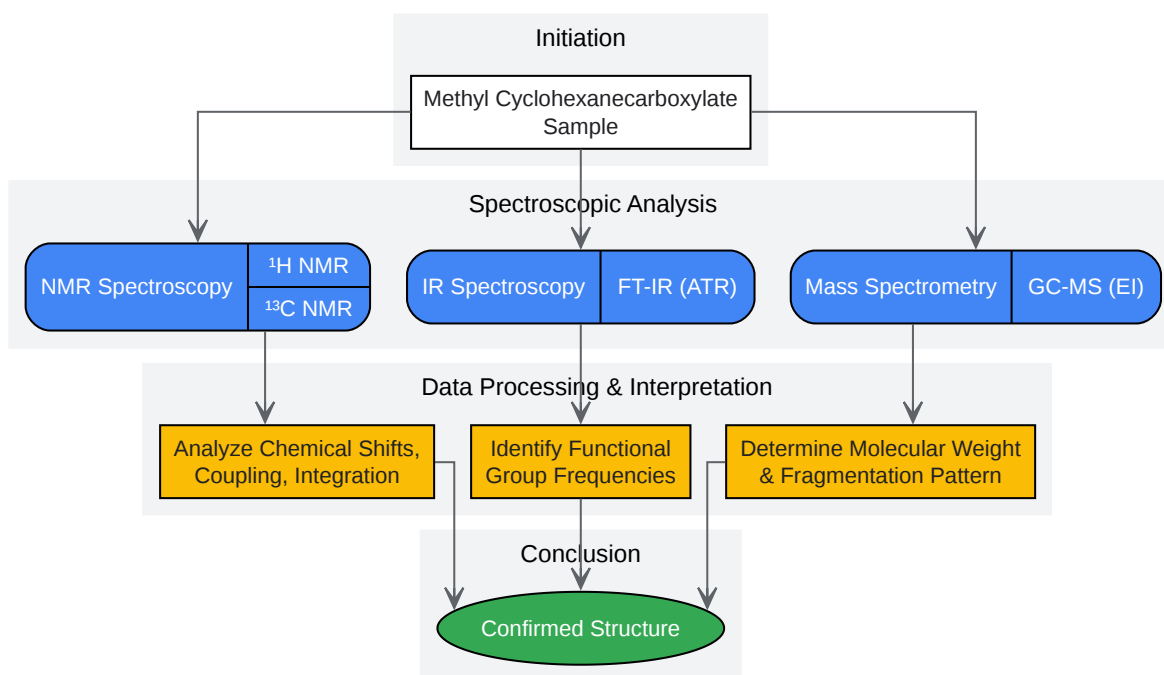 Initiation
Methyl Cyclohexanecarboxylate
Sample
Spectroscopic Analysis
NMR Spectroscopy
¹H NMR
¹³C NMR
IR Spectroscopy
FT-IR (ATR)
Mass Spectrometry
GC-MS (EI)
Data Processing & Interpretation
Analyze Chemical Shifts,
Coupling, Integration
Identify Functional
Group Frequencies
Determine Molecular Weight
& Fragmentation Pattern
Conclusion
Confirmed Structure